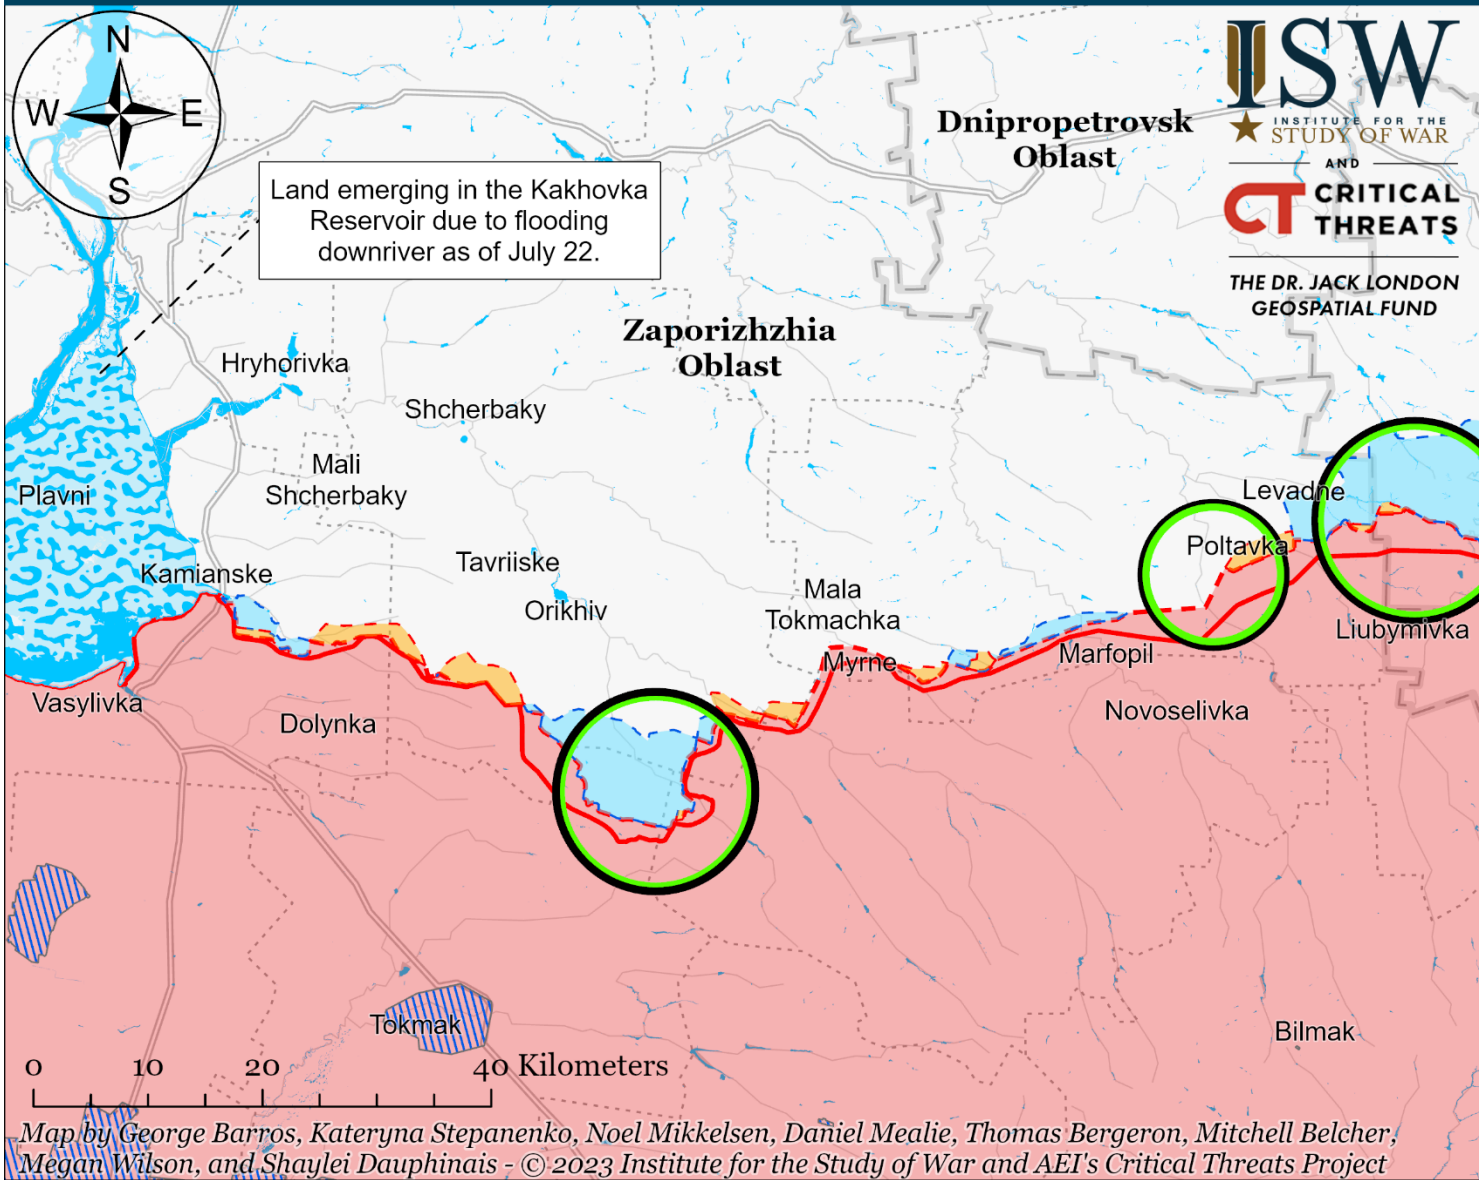 N
W
E
S
ISW
INSTITUTE FOR THE
STUDY OF WAR
AND
CT CRITICAL
THREATS
THE DR. JACK LONDON
GEOSPATIAL FUND
Dnipropetrovsk
Oblast
Land emerging in the Kakhovka
Reservoir due to flooding
downriver as of July 22.
Zaporizhzhia
Oblast
Hryhorivka
Shcherbaky
Mali
Shcherbaky
Plavni
Levadne
Poltavka
Kamianske
Tavriiske
Orikhiv
Mala
Tokmachka
Liubymivka
Myrne
Marfopil
Vasylivka
Dolynka
Novoselivka
Tokmak
Bilmak
0 10 20 40 Kilometers
Map by George Barros, Kateryna Stepanenko, Noel Mikkelsen, Daniel Mealie, Thomas Bergeron, Mitchell Belcher,
Megan Wilson, and Shaylei Dauphinais - © 2023 Institute for the Study of War and AEI's Critical Threats Project